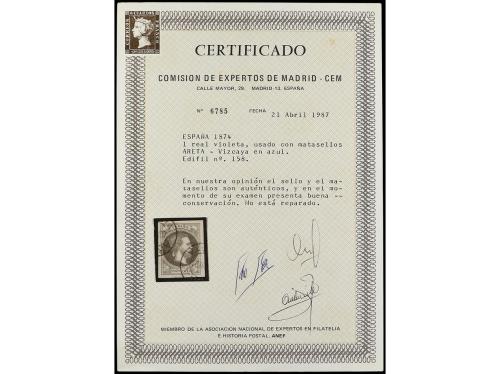 CERTIFICADO
COMISION DE EXPERTOS DE MADRID - CEM
CALLE MAYOR, 29. MADRID-13. ESPAÑA
Nº 6785 FECHA 21 Abril 1987
ESPAÑA 1874
1 real violeta, usado con matasellos
ARETA - Vizcaya en azul.
Edifil nº. 158.
En nuestra opinión el sello y el ma-
tasellos son auténticos, y en el mo-
mento de su examen presenta buena --
conservación. Ho está reparado.
MIEMBRO DE LA ASOCIACION NACIONAL DE EXPERTOS EN FILATELIA
E HISTORIA POSTAL. ANEF